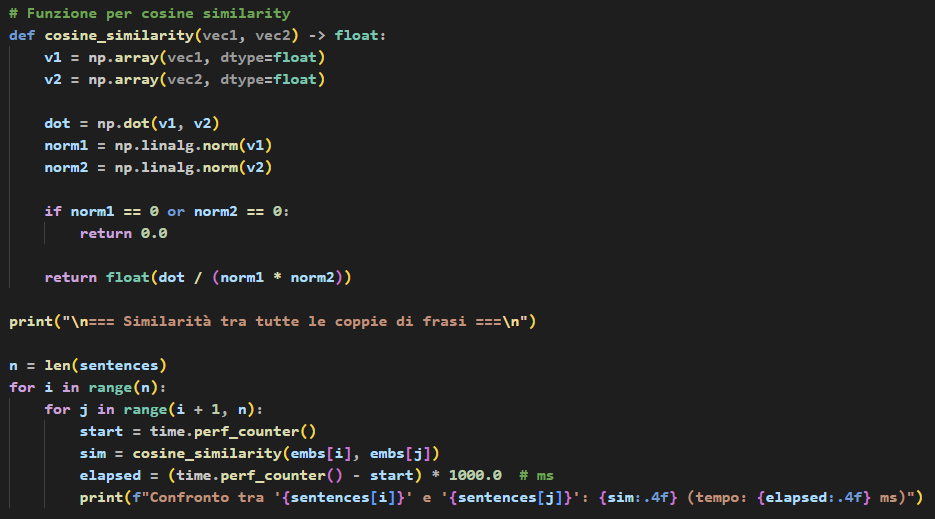 # Funzione per cosine similarity
def cosine_similarity(vec1, vec2) -> float:
    v1 = np.array(vec1, dtype=float)
    v2 = np.array(vec2, dtype=float)

    dot = np.dot(v1, v2)
    norm1 = np.linalg.norm(v1)
    norm2 = np.linalg.norm(v2)

    if norm1 == 0 or norm2 == 0:
        return 0.0

    return float(dot / (norm1 * norm2))

print("\n=== Similarità tra tutte le coppie di frasi ===\n")

n = len(sentences)
for i in range(n):
    for j in range(i + 1, n):
        start = time.perf_counter()
        sim = cosine_similarity(embs[i], embs[j])
        elapsed = (time.perf_counter() - start) * 1000.0  # ms
        print(f"Confronto tra '{sentences[i]}' e '{sentences[j]}': {sim:.4f} (tempo: {elapsed:.4f} ms)")